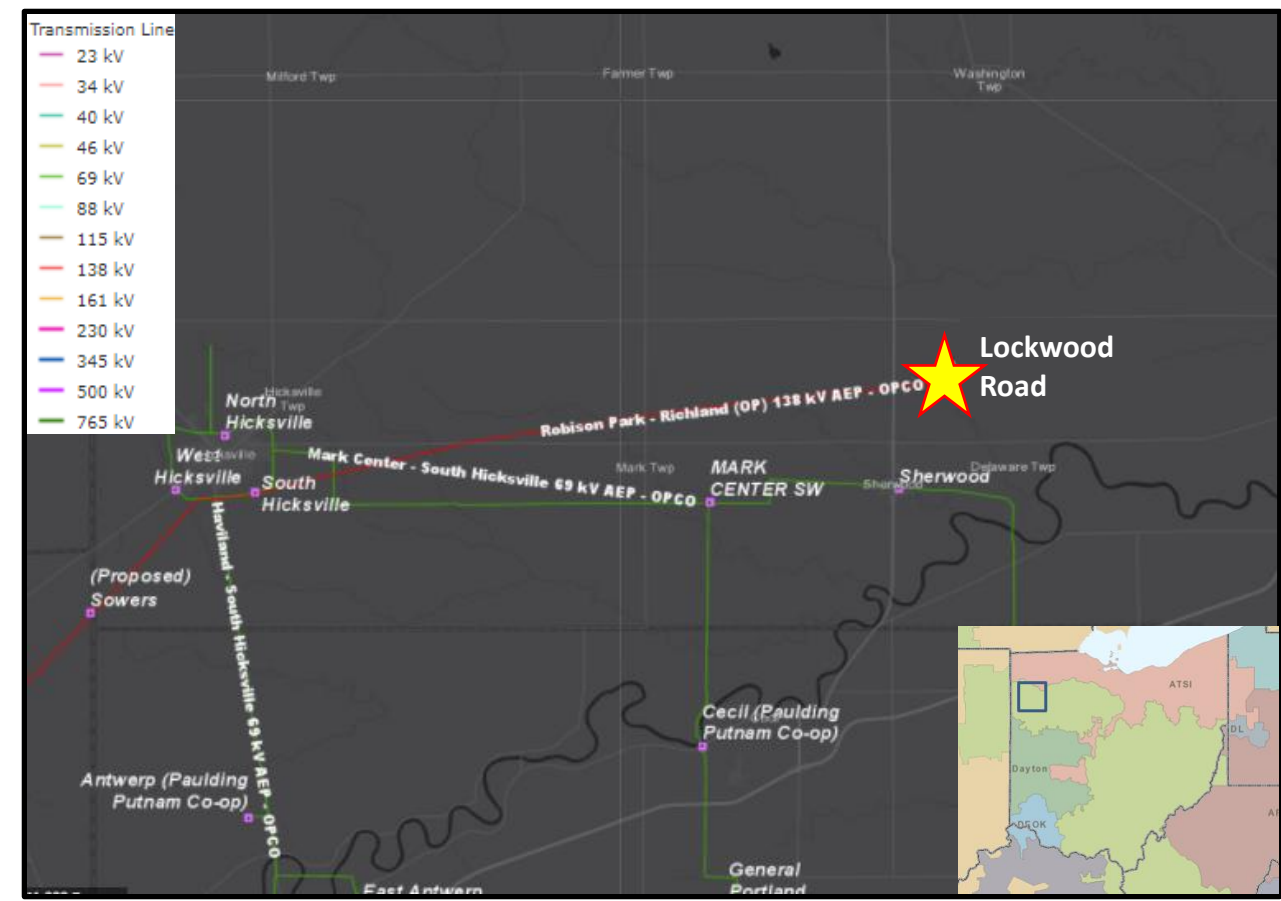 Transmission Line
23 kV
34 kV
40 kV
46 kV
69 kV
88 kV
115 kV
138 kV
161 kV
230 kV
345 kV
500 kV
765 kV
Milford Twp
Farmer Twp
Washington
Twp
Lockwood
Road
Robison Park - Richland (OP) 138 kV AEP - OPCO
Hicksville
Twp
North
Hicksville
West
Hicksville
South
Hicksville
Mark Center - South Hicksville 69 kV AEP - OPCO
Mark Twp
MARK
CENTER SW
Sherwood
Sherwood
Delaware Twp
(Proposed)
Sowers
Haviland - South Hicksville 69 kV AEP - OPCO
Cecil (Paulding
Putnam Co-op)
Antwerp (Paulding
Putnam Co-op)
General
Portland
East Antwerp
ATSI
DL
Dayton
DEOK